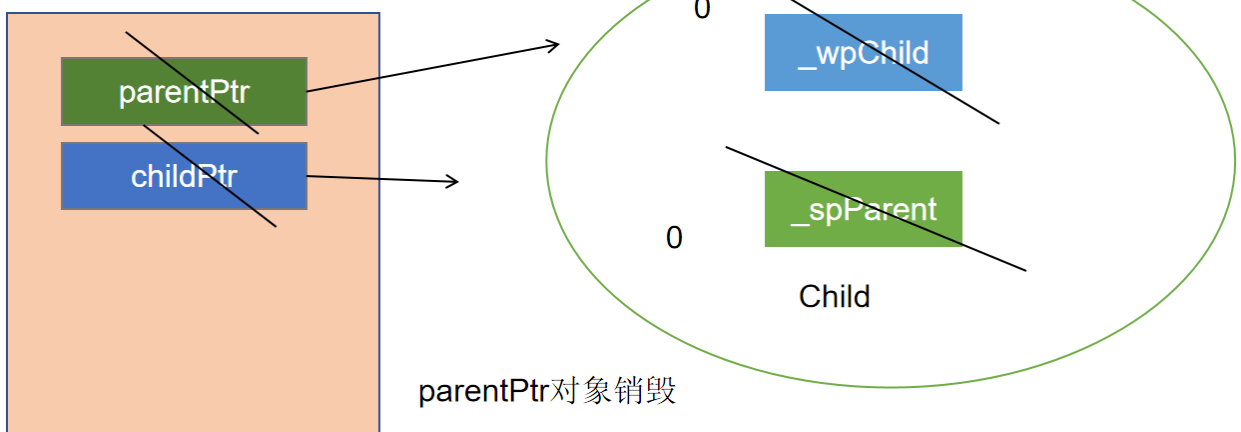 0
_wpChild
parentPtr
childPtr
_spParent
0
Child
parentPtr对象销毁